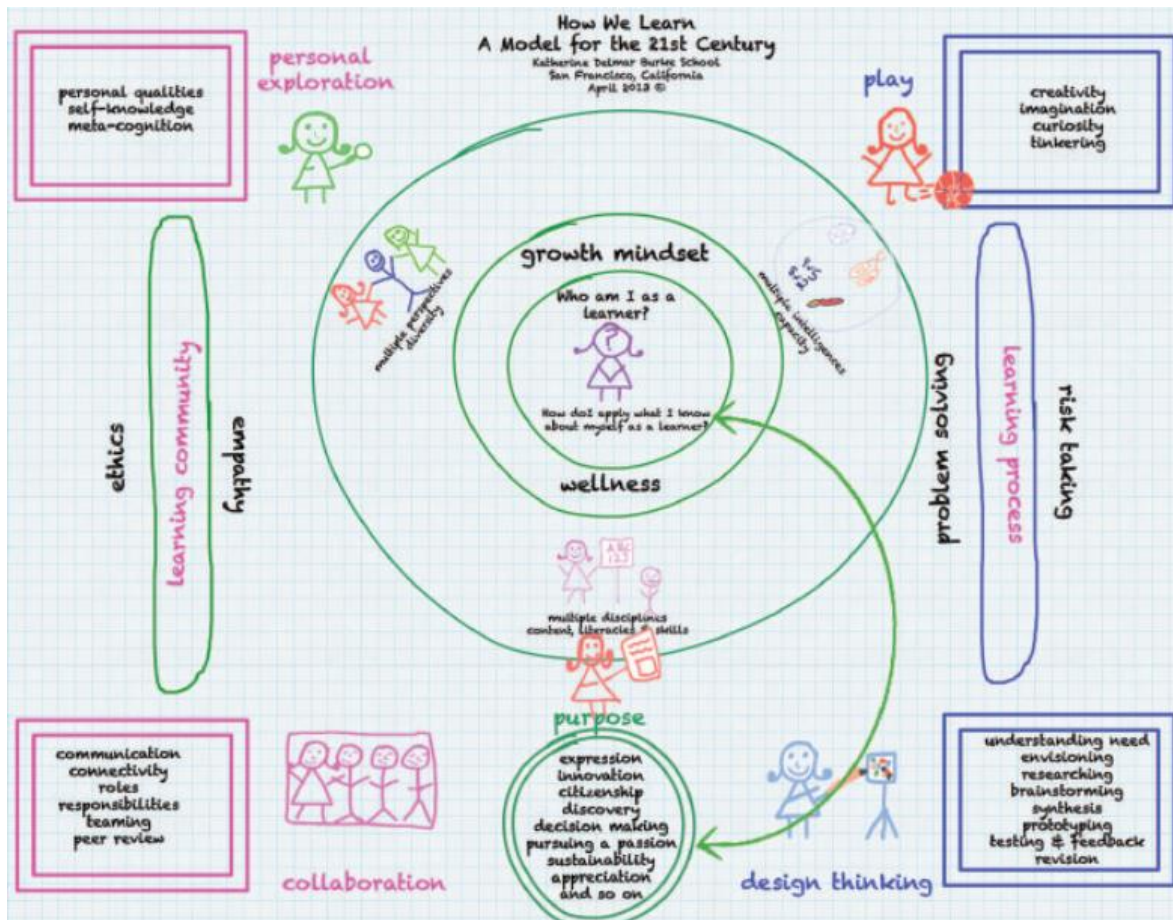 How We Learn
A Model for the 21st Century
Katherine Delmar Burke School
San Francisco, California
April 2013 ©
personal
exploration
personal qualities
self-knowledge
meta-cognition
play
creativity
imagination
curiosity
tinkering
growth mindset
Who am I as a
learner?
?
How do I apply what I know
about myself as a learner?
wellness
multiple perspectives
diversity
multiple intelligences
capacity
ethics
learning community
empathy
problem solving
learning process
risk taking
ABC
123
multiple disciplines
content, literacies & skills
purpose
expression
innovation
citizenship
discovery
decision making
pursuing a passion
sustainability
appreciation
and so on
communication
connectivity
roles
responsibilities
teaming
peer review
collaboration
design thinking
understanding need
envisioning
researching
brainstorming
synthesis
prototyping
testing & feedback
revision